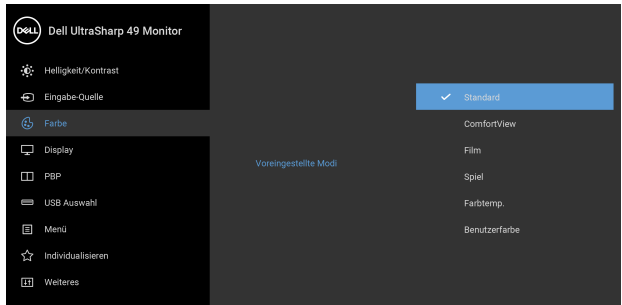 DELL Dell UltraSharp 49 Monitor
Helligkeit/Kontrast
Eingabe-Quelle
Farbe
Display
PBP
USB Auswahl
Menü
Individualisieren
Weiteres
Voreingestellte Modi
Standard
ComfortView
Film
Spiel
Farbtemp.
Benutzerfarbe